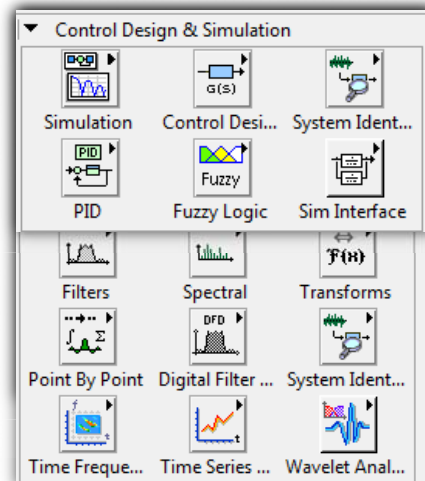 Control Design & Simulation
G(s)
Simulation Control Desi... System Ident...
PID Fuzzy
PID Fuzzy Logic Sim Interface
F(x)
Filters Spectral Transforms
DFD
∫ Σ
Point By Point Digital Filter ... System Ident...
f
t t
Time Freque... Time Series ... Wavelet Anal...